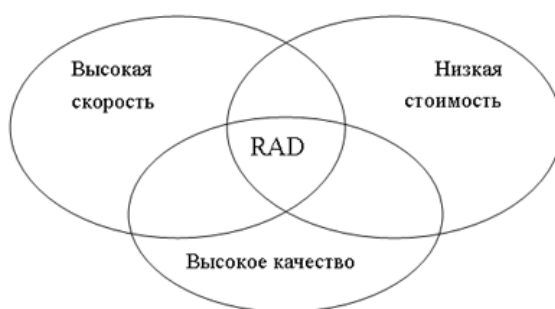 Высокая
скорость
Низкая
стоимость
RAD
Высокое качество